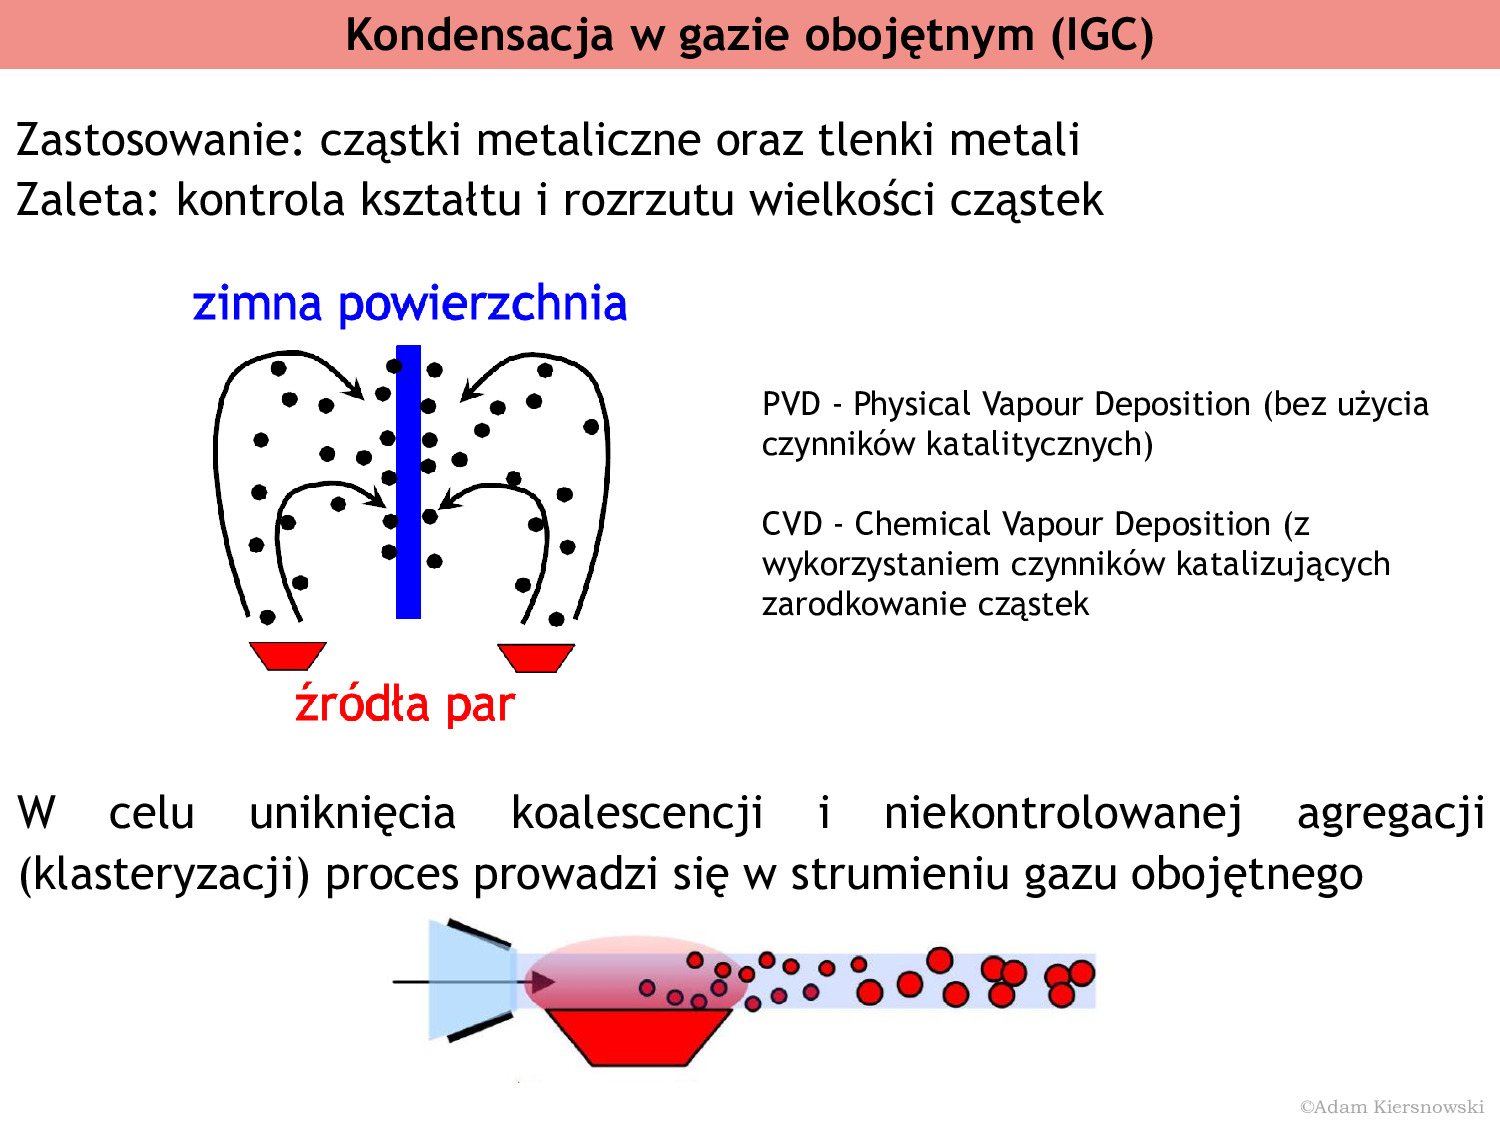 Kondensacja w gazie obojętnym (IGC)
Zastosowanie: cząstki metaliczne oraz tlenki metali
Zaleta: kontrola kształtu i rozrzutu wielkości cząstek
zimna powierzchnia
PVD - Physical Vapour Deposition (bez użycia
czynników katalitycznych)
CVD - Chemical Vapour Deposition (z
wykorzystaniem czynników katalizujących
zarodkowanie cząstek
źródła par
W celu uniknięcia koalescencji i niekontrolowanej agregacji
(klasteryzacji) proces prowadzi się w strumieniu gazu obojętnego
©Adam Kiersnowski